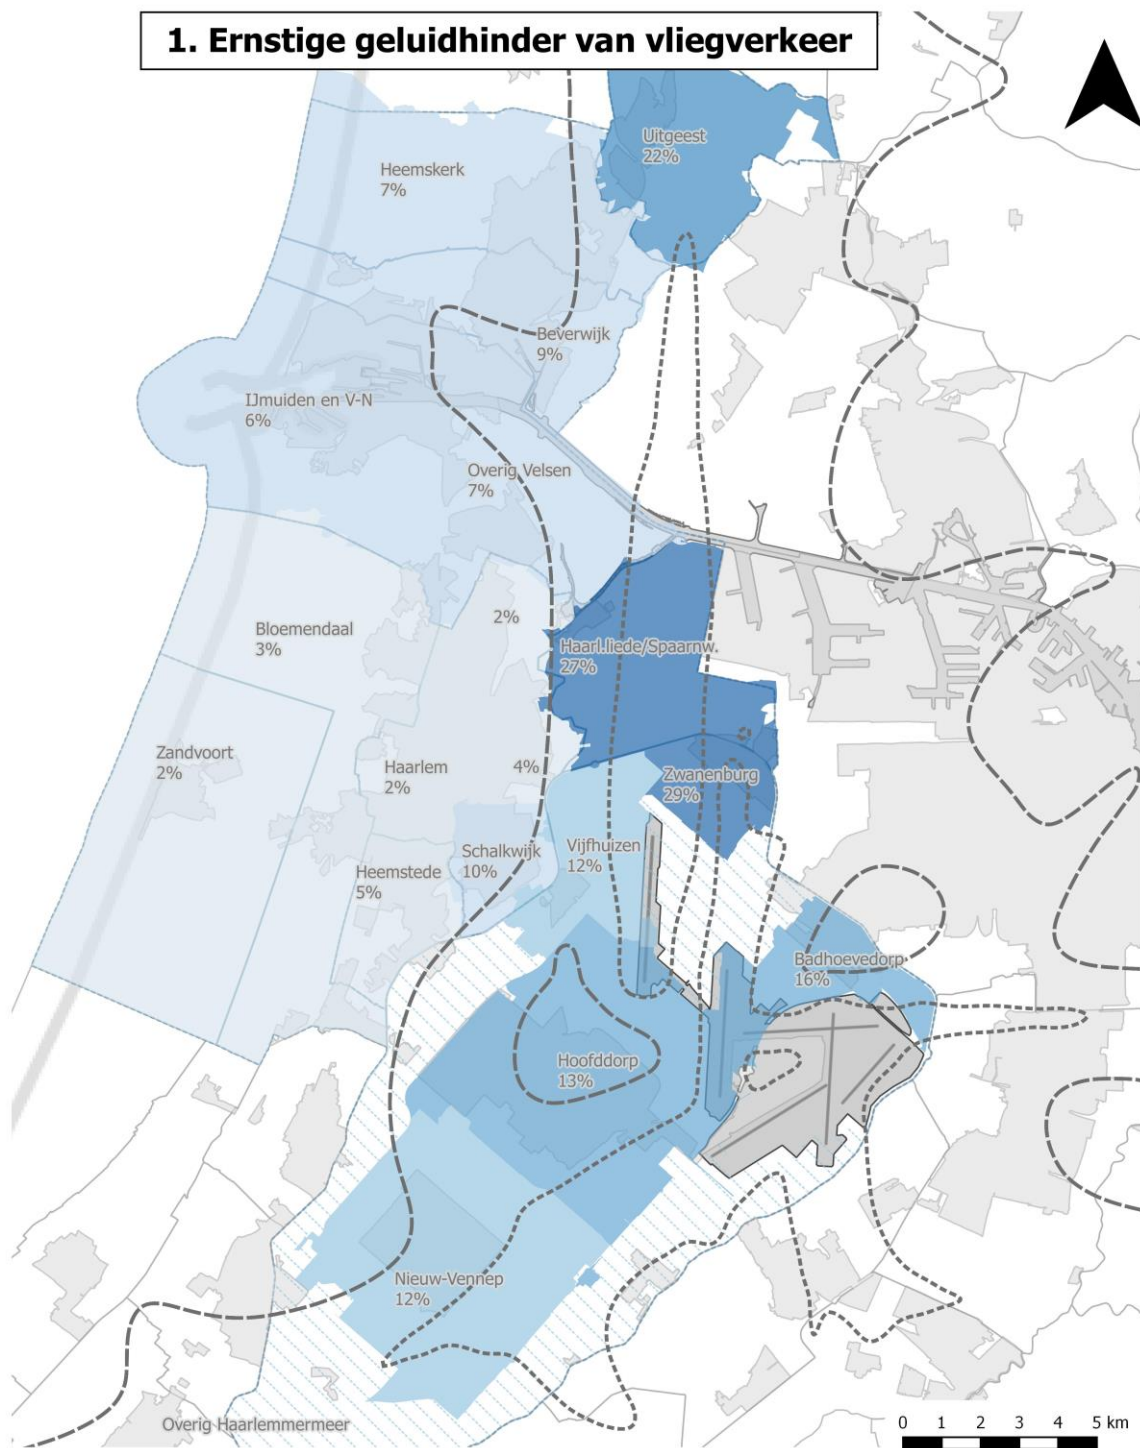 1. Ernstige geluidhinder van vliegverkeer
Uitgeest
22%
Heemskerk
7%
Beverwijk
9%
IJmuiden en V-N
6%
Overig Velsen
7%
2%
Bloemendaal
3%
Haarl.liede/Spaarnw.
27%
Zandvoort
2%
Haarlem
2%
4%
Zwanenburg
29%
Schalkwijk
10%
Vijfhuizen
12%
Heemstede
5%
Badhoevedorp
16%
Hoofddorp
13%
Nieuw-Vennep
12%
Overig Haarlemmermeer
0 1 2 3 4 5 km